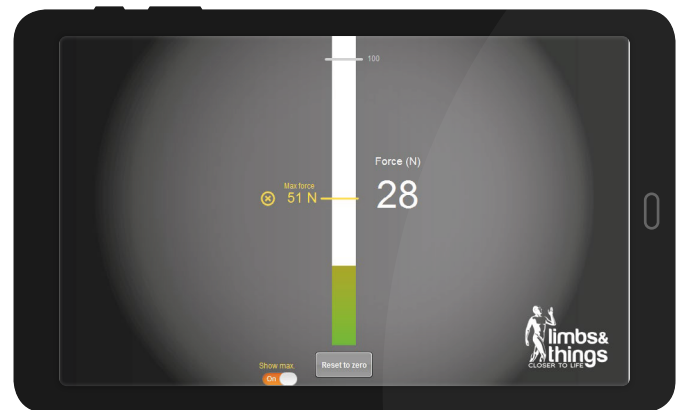 100
Force (N)
28
Max force
51 N
Show max.
On
Reset to zero
limbs&
things
CLOSER TO LIFE